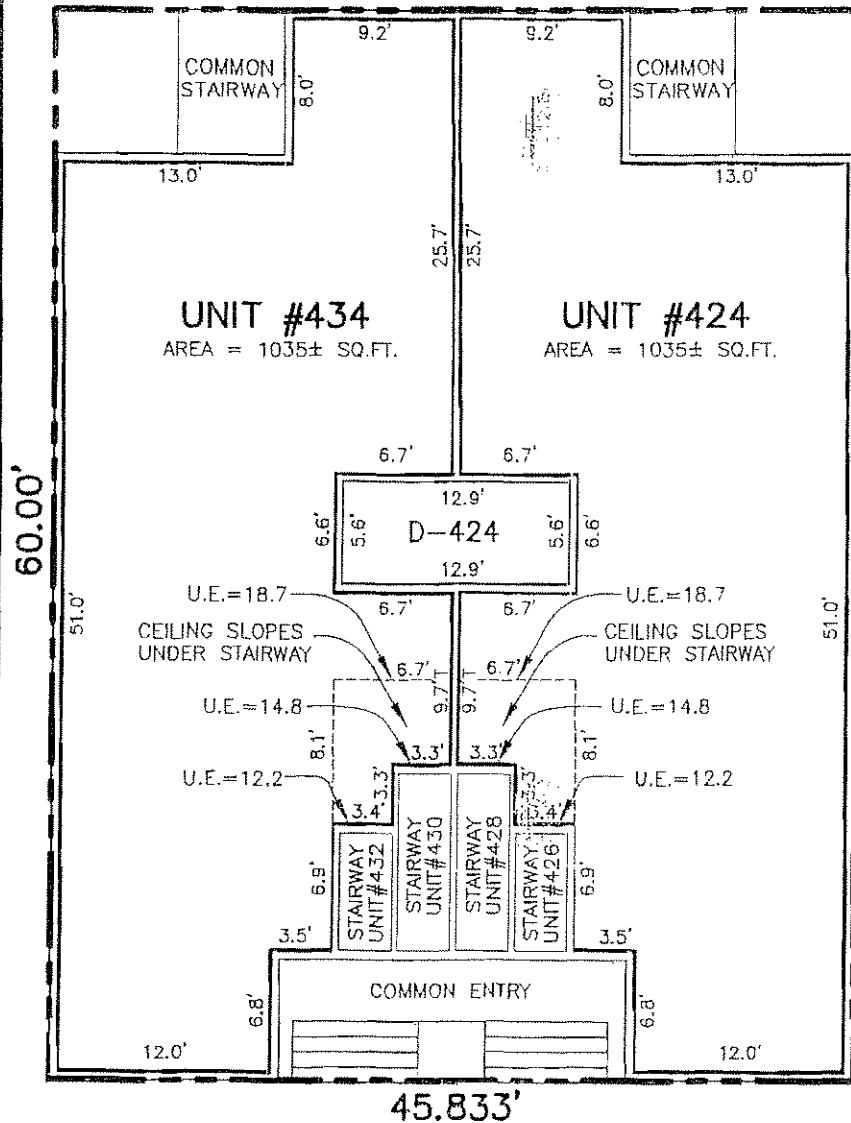 9.2' 9.2'
COMMON STAIRWAY
8.0' 8.0'
COMMON STAIRWAY
13.0' 13.0'
25.7' 25.7'
UNIT #434
AREA = 1035± SQ.FT.
UNIT #424
AREA = 1035± SQ.FT.
60.00'
6.7' 6.7'
12.9'
6.6' 5.6' D-424 5.6' 6.6'
12.9'
6.7' 6.7'
51.0' 51.0'
U.E.=18.7 U.E.=18.7
CEILING SLOPES UNDER STAIRWAY
CEILING SLOPES UNDER STAIRWAY
6.7' 6.7'
9.7' 9.7'
U.E.=14.8 U.E.=14.8
8.1' 8.1'
3.3' 3.3'
U.E.=12.2 U.E.=12.2
3.3' 3.3'
3.4' 3.4'
6.9' 6.9'
STAIRWAY UNIT#432
STAIRWAY UNIT#430
STAIRWAY UNIT#428
STAIRWAY UNIT#426
3.5' 3.5'
6.8' 6.8'
COMMON ENTRY
12.0' 12.0'
45.833'